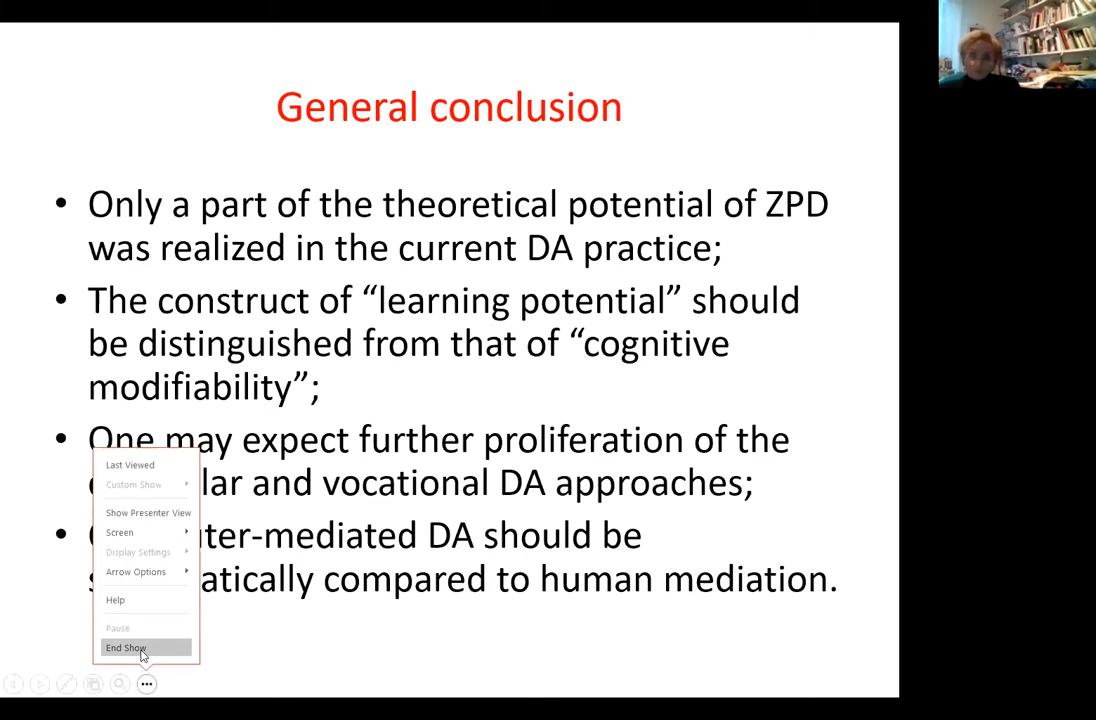 General conclusion
• Only a part of the theoretical potential of ZPD
was realized in the current DA practice;
• The construct of “learning potential” should
be distinguished from that of “cognitive
modifiability”;
• One may expect further proliferation of the
lar and vocational DA approaches;
• uter-mediated DA should be
atically compared to human mediation.
Last Viewed
Custom Show
Show Presenter View
Screen
Display Settings
Arrow Options
Help
Pause
End Show